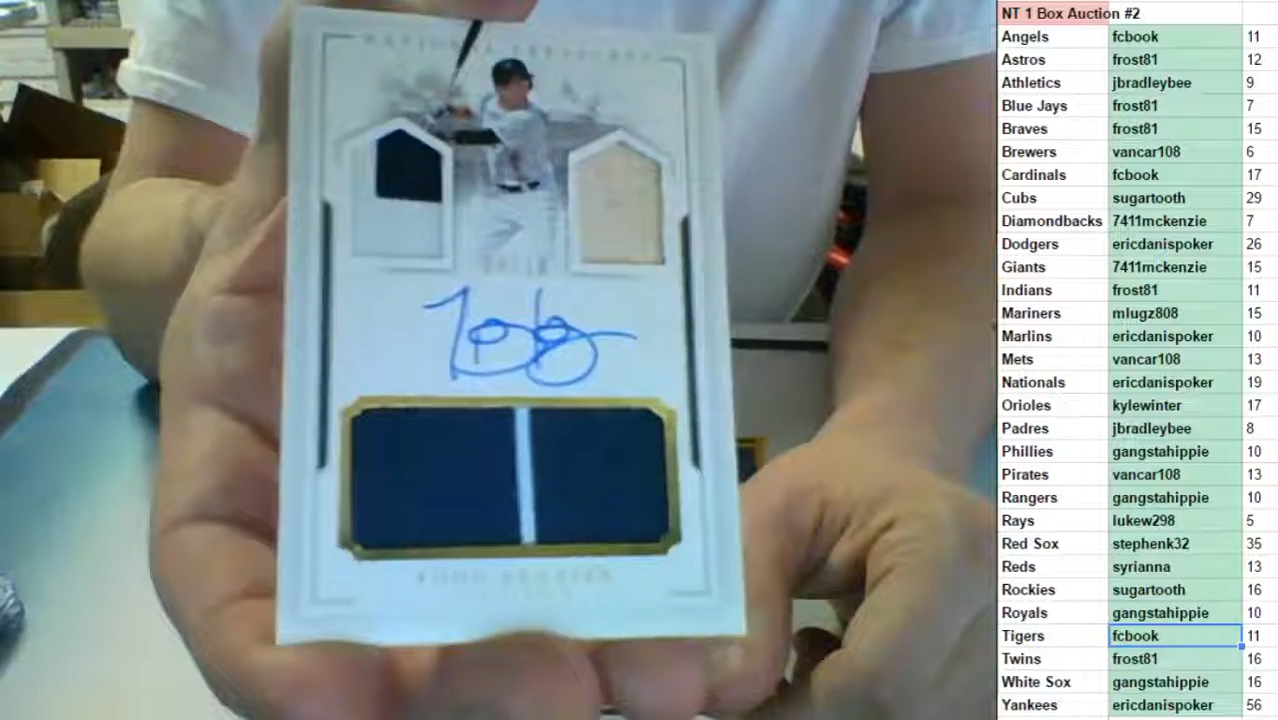 NATIONAL TREASURES
TODD FRAZIER
NT 1 Box Auction #2
Angels fcbook 11
Astros frost81 12
Athletics jbradleybee 9
Blue Jays frost81 7
Braves frost81 15
Brewers vancar108 6
Cardinals fcbook 17
Cubs sugartooth 29
Diamondbacks 7411mckenzie 7
Dodgers ericdanispoker 26
Giants 7411mckenzie 15
Indians frost81 11
Mariners mlugz808 15
Marlins ericdanispoker 10
Mets vancar108 13
Nationals ericdanispoker 19
Orioles kylewinter 17
Padres jbradleybee 8
Phillies gangstahippie 10
Pirates vancar108 13
Rangers gangstahippie 10
Rays lukew298 5
Red Sox stephenk32 35
Reds syrianna 13
Rockies sugartooth 16
Royals gangstahippie 10
Tigers fcbook 11
Twins frost81 16
White Sox gangstahippie 16
Yankees ericdanispoker 56